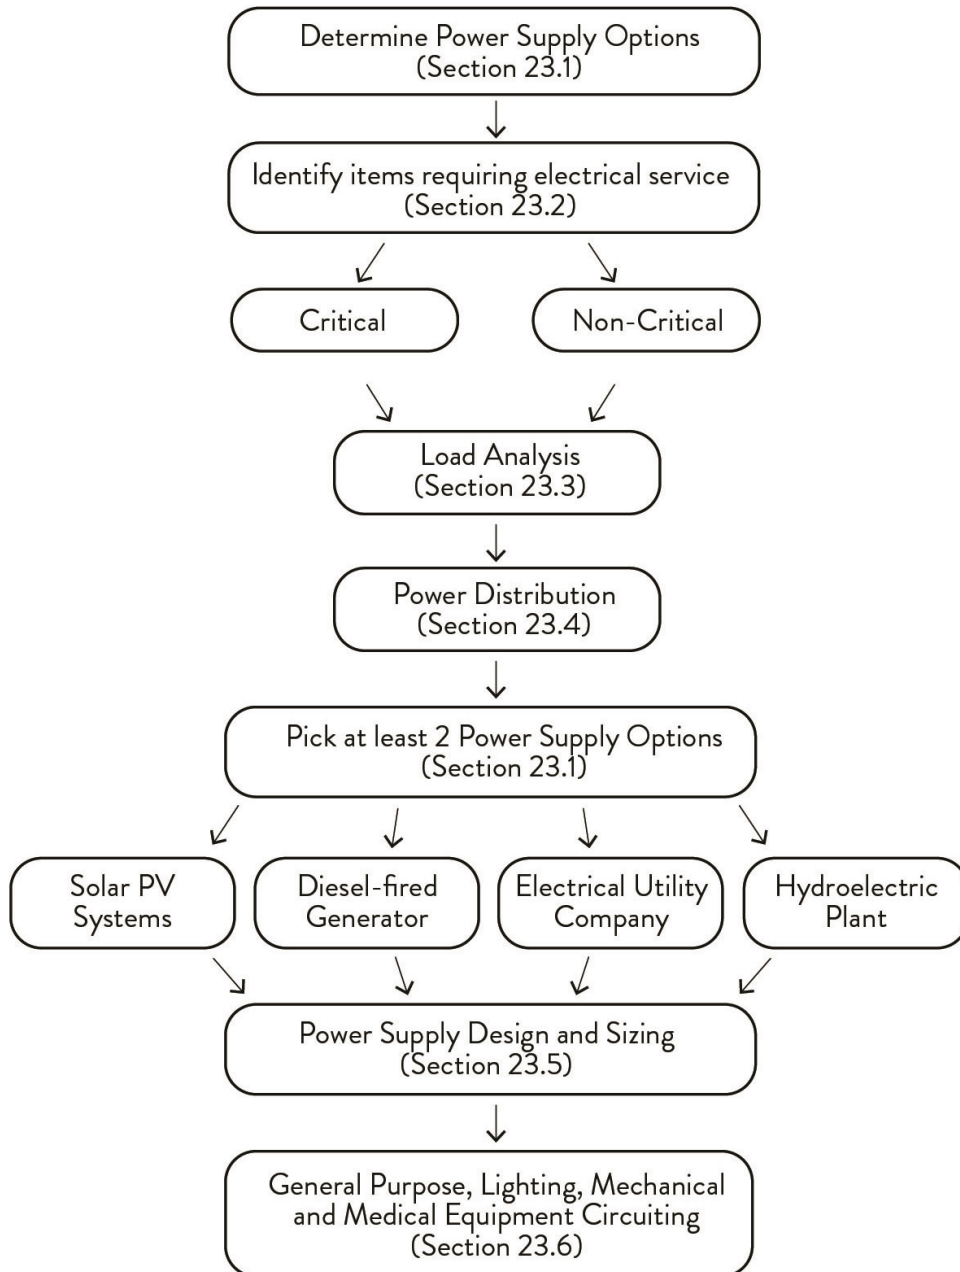 Determine Power Supply Options
(Section 23.1)
Identify items requiring electrical service
(Section 23.2)
Critical
Non-Critical
Load Analysis
(Section 23.3)
Power Distribution
(Section 23.4)
Pick at least 2 Power Supply Options
(Section 23.1)
Solar PV
Systems
Diesel-fired
Generator
Electrical Utility
Company
Hydroelectric
Plant
Power Supply Design and Sizing
(Section 23.5)
General Purpose, Lighting, Mechanical
and Medical Equipment Circuiting
(Section 23.6)